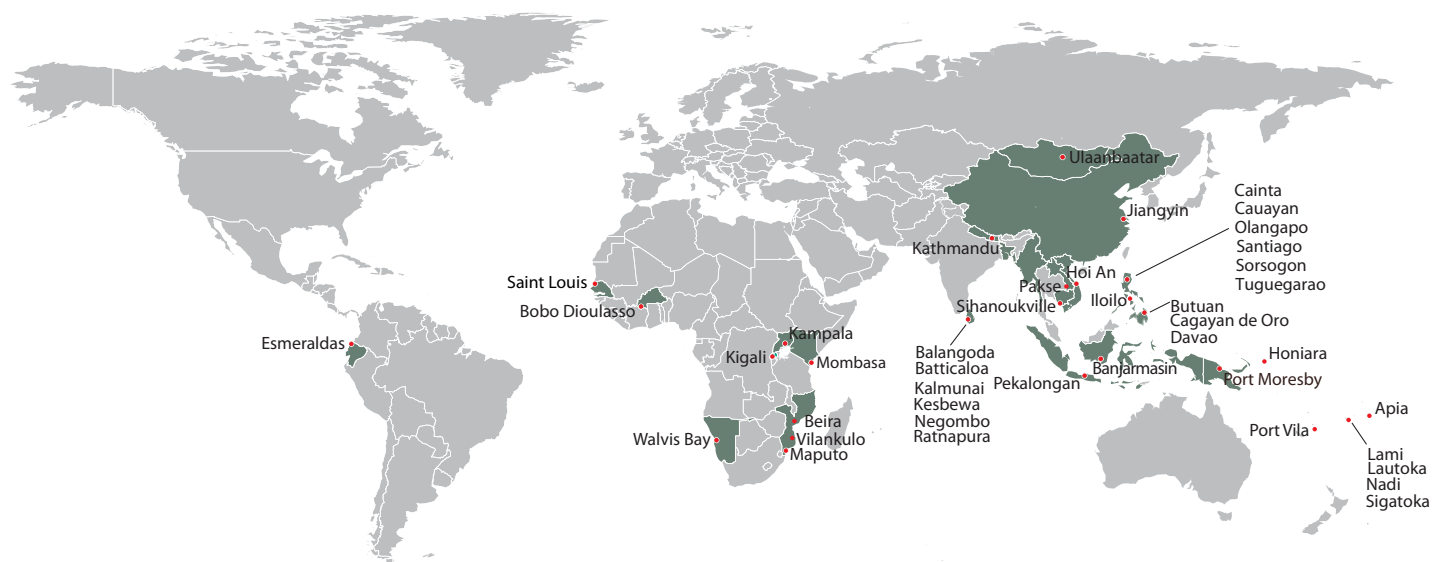 Ulaanbaatar
Cainta
Cauayan
Olangapo
Santiago
Sorsogon
Tuguegarao
Jiangyin
Kathmandu
Hoi An
Pakse
Sihanoukville
Iloilo
Butuan
Cagayan de Oro
Davao
Saint Louis
Bobo Dioulasso
Esmeraldas
Kampala
Kigali
Mombasa
Balangoda
Batticaloa
Kalmunai
Kesbewa
Negombo
Ratnapura
Pekalongan
Banjarmasin
Port Moresby
Honiara
Apia
Port Vila
Lami
Lautoka
Nadi
Sigatoka
Walvis Bay
Beira
Vilankulo
Maputo